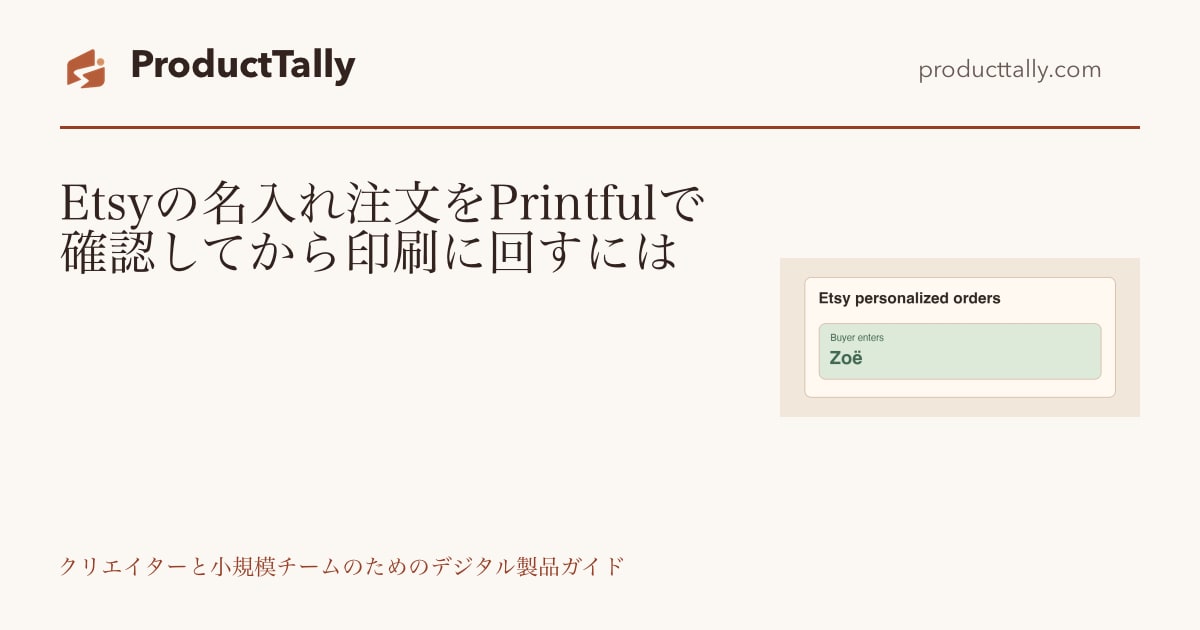 ProductTally
producttally.com
Etsyの名入れ注文をPrintfulで
確認してから印刷に回すには
Etsy personalized orders
Buyer enters
Zoë
クリエイターと小規模チームのためのデジタル製品ガイド